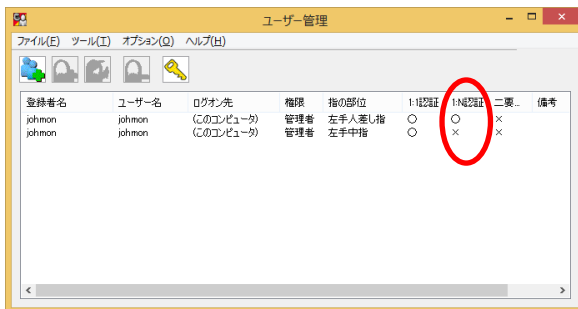 ユーザー管理
ファイル(F) ツール(T) オプション(O) ヘルプ(H)
登録者名 ユーザー名 ログオン先 権限 指の部位 1:1認証 1:N認証 二要... 備考
johmon johmon (このコンピュータ) 管理者 左手人差し指 ○ ○ ×
johmon johmon (このコンピュータ) 管理者 左手中指 ○ × ×